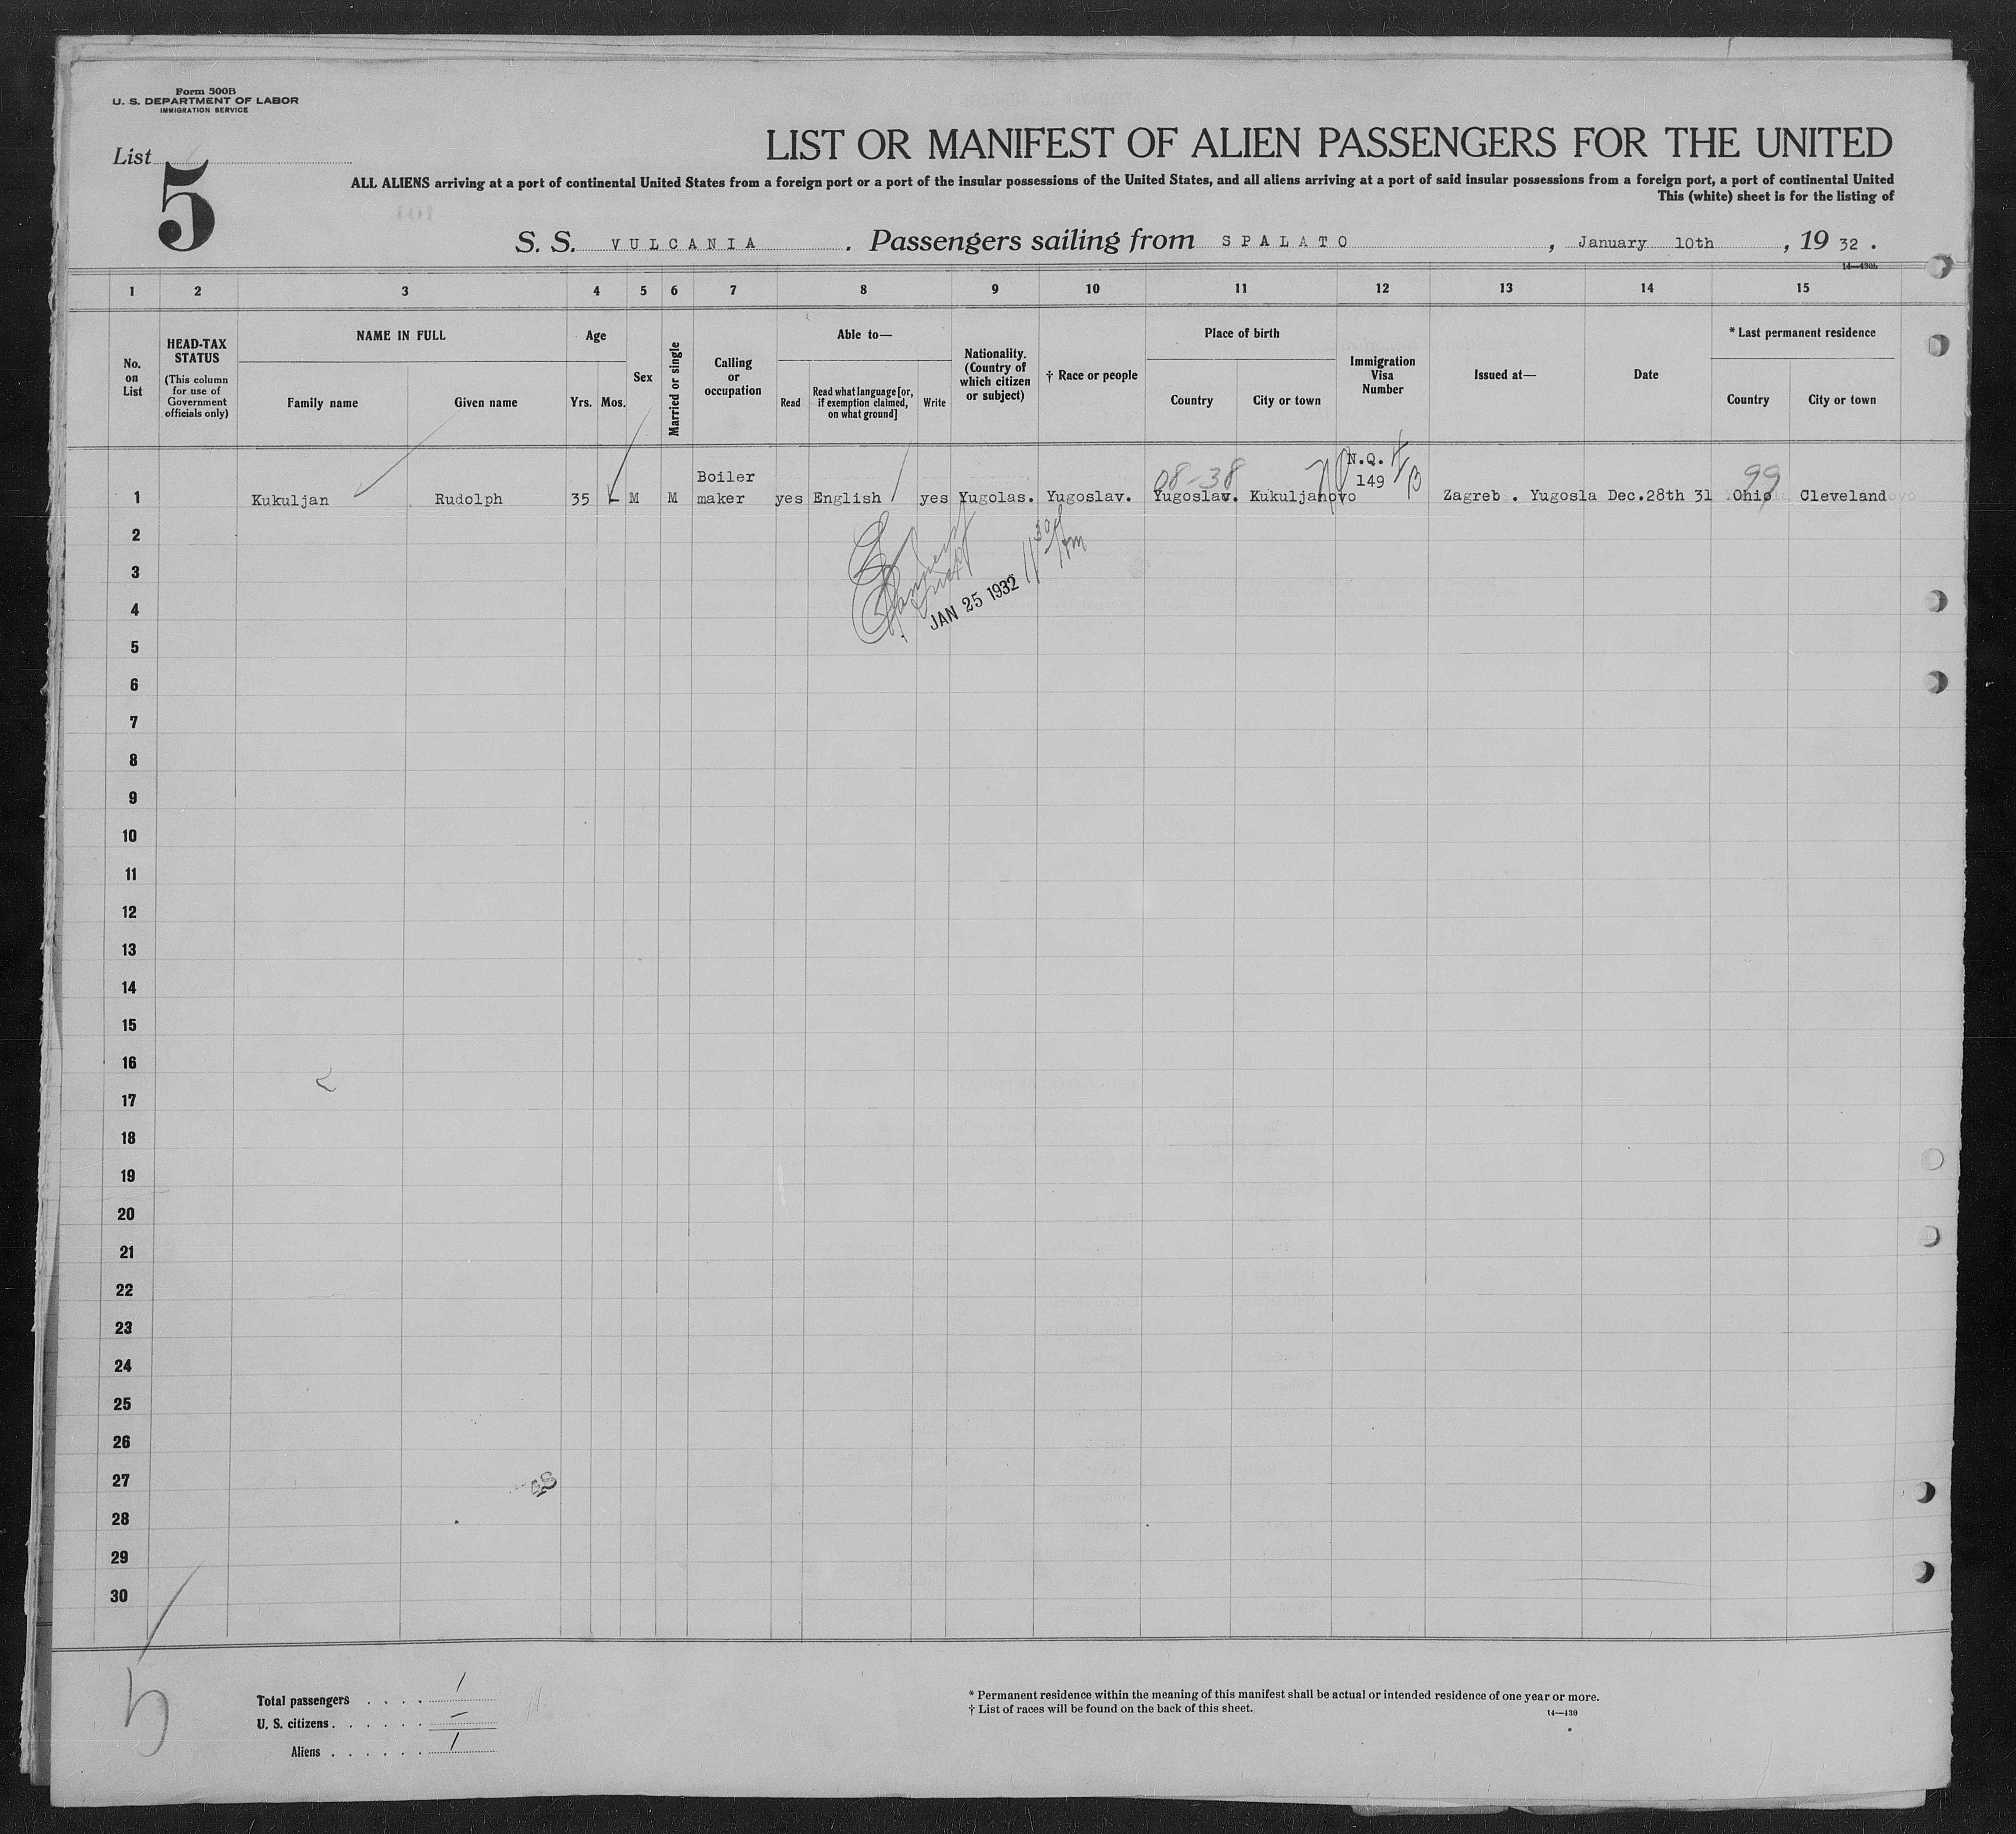 Form 500B
U. S. DEPARTMENT OF LABOR
IMMIGRATION SERVICE
List
5
LIST OR MANIFEST OF ALIEN PASSENGERS FOR THE UNITED
ALL ALIENS arriving at a port of continental United States from a foreign port or a port of the insular possessions of the United States, and all aliens arriving at a port of said insular possessions from a foreign port, a port of continental United
This (white) sheet is for the listing of
S. S. VULCANIA . Passengers sailing from SPALATO , January 10th , 19 32 .
14—430b
1 2 3 4 5 6 7 8 9 10 11 12 13 14 15
No. on List
HEAD-TAX STATUS
(This column for use of Government officials only)
NAME IN FULL
Family name Given name
Age
Yrs. Mos.
Sex
Married or single
Calling or occupation
Able to—
Read
Read what language [or, if exemption claimed, on what ground]
Write
Nationality. (Country of which citizen or subject)
† Race or people
Place of birth
Country City or town
Immigration Visa Number
Issued at—
Date
* Last permanent residence
Country City or town
08-38 N.Q. 99
Boiler 149
1 Kukuljan Rudolph 35 - M M maker yes English yes Yugolas. Yugoslav. Yugoslav. Kukuljanovo Zagreb . Yugosla Dec.28th 31 Ohio Cleveland
2
3
JAN 25 1932 11 30 Am
4
5
6
7
8
9
10
11
12
13
14
15
16
17
18
19
20
21
22
23
24
25
26
27
48
28
29
30
5
Total passengers . . . . 1
U. S. citizens . . . . . . –
Aliens . . . . . . 1
* Permanent residence within the meaning of this manifest shall be actual or intended residence of one year or more.
† List of races will be found on the back of this sheet.
14—430